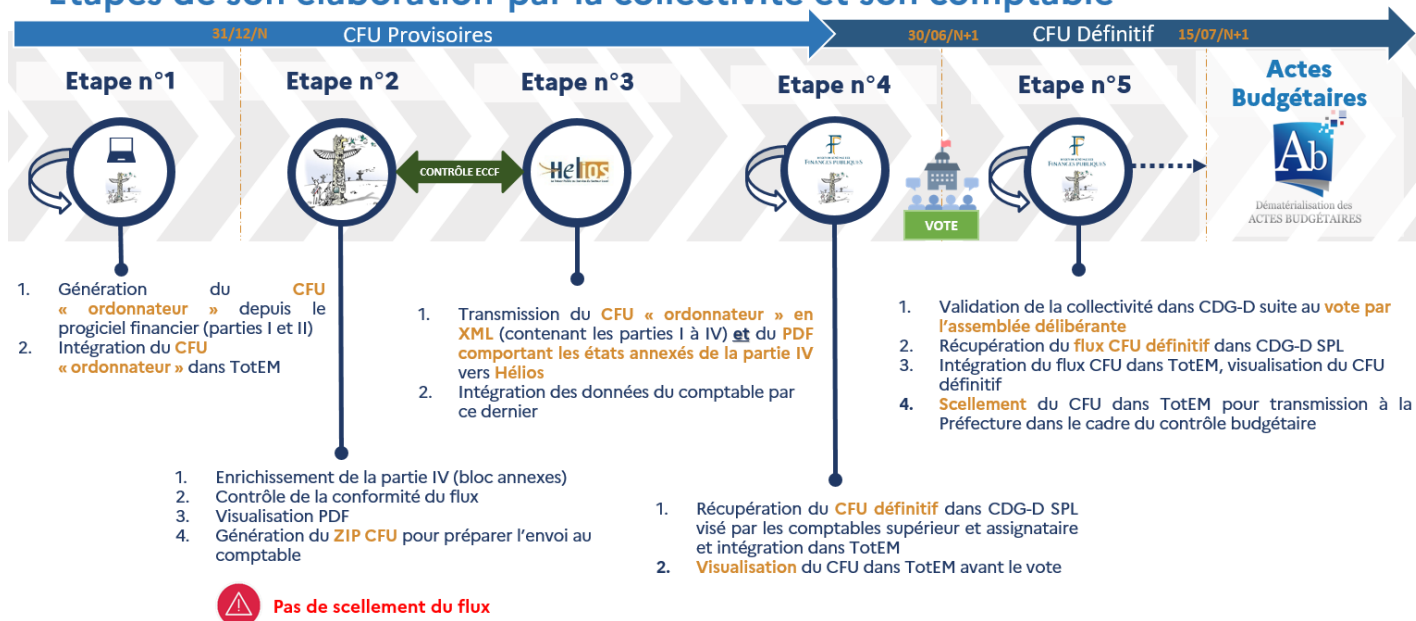 Etapes de son élaboration par la collectivité et son comptable
31/12/N
CFU Provisoires
30/06/N+1
CFU Définitif
15/07/N+1
Etape n°1
Etape n°2
Etape n°3
Etape n°4
Etape n°5
Actes
Budgétaires
CONTRÔLE ECCF
Hélios
FINANCES PUBLIQUES
FINANCES PUBLIQUES
VOTE
Ab
Dématérialisation des
ACTES BUDGÉTAIRES
1. Génération du CFU
« ordonnateur » depuis le
progiciel financier (parties I et II)
2. Intégration du CFU
« ordonnateur » dans TotEM
1. Enrichissement de la partie IV (bloc annexes)
2. Contrôle de la conformité du flux
3. Visualisation PDF
4. Génération du ZIP CFU pour préparer l'envoi au
comptable
Pas de scellement du flux
1. Transmission du CFU « ordonnateur » en
XML (contenant les parties I à IV) et du PDF
comportant les états annexés de la partie IV
vers Hélios
2. Intégration des données du comptable par
ce dernier
1. Récupération du CFU définitif dans CDG-D SPL
visé par les comptables supérieur et assignataire
et intégration dans TotEM
2. Visualisation du CFU dans TotEM avant le vote
1. Validation de la collectivité dans CDG-D suite au vote par
l'assemblée délibérante
2. Récupération du flux CFU définitif dans CDG-D SPL
3. Intégration du flux CFU dans TotEM, visualisation du CFU
définitif
4. Scellement du CFU dans TotEM pour transmission à la
Préfecture dans le cadre du contrôle budgétaire